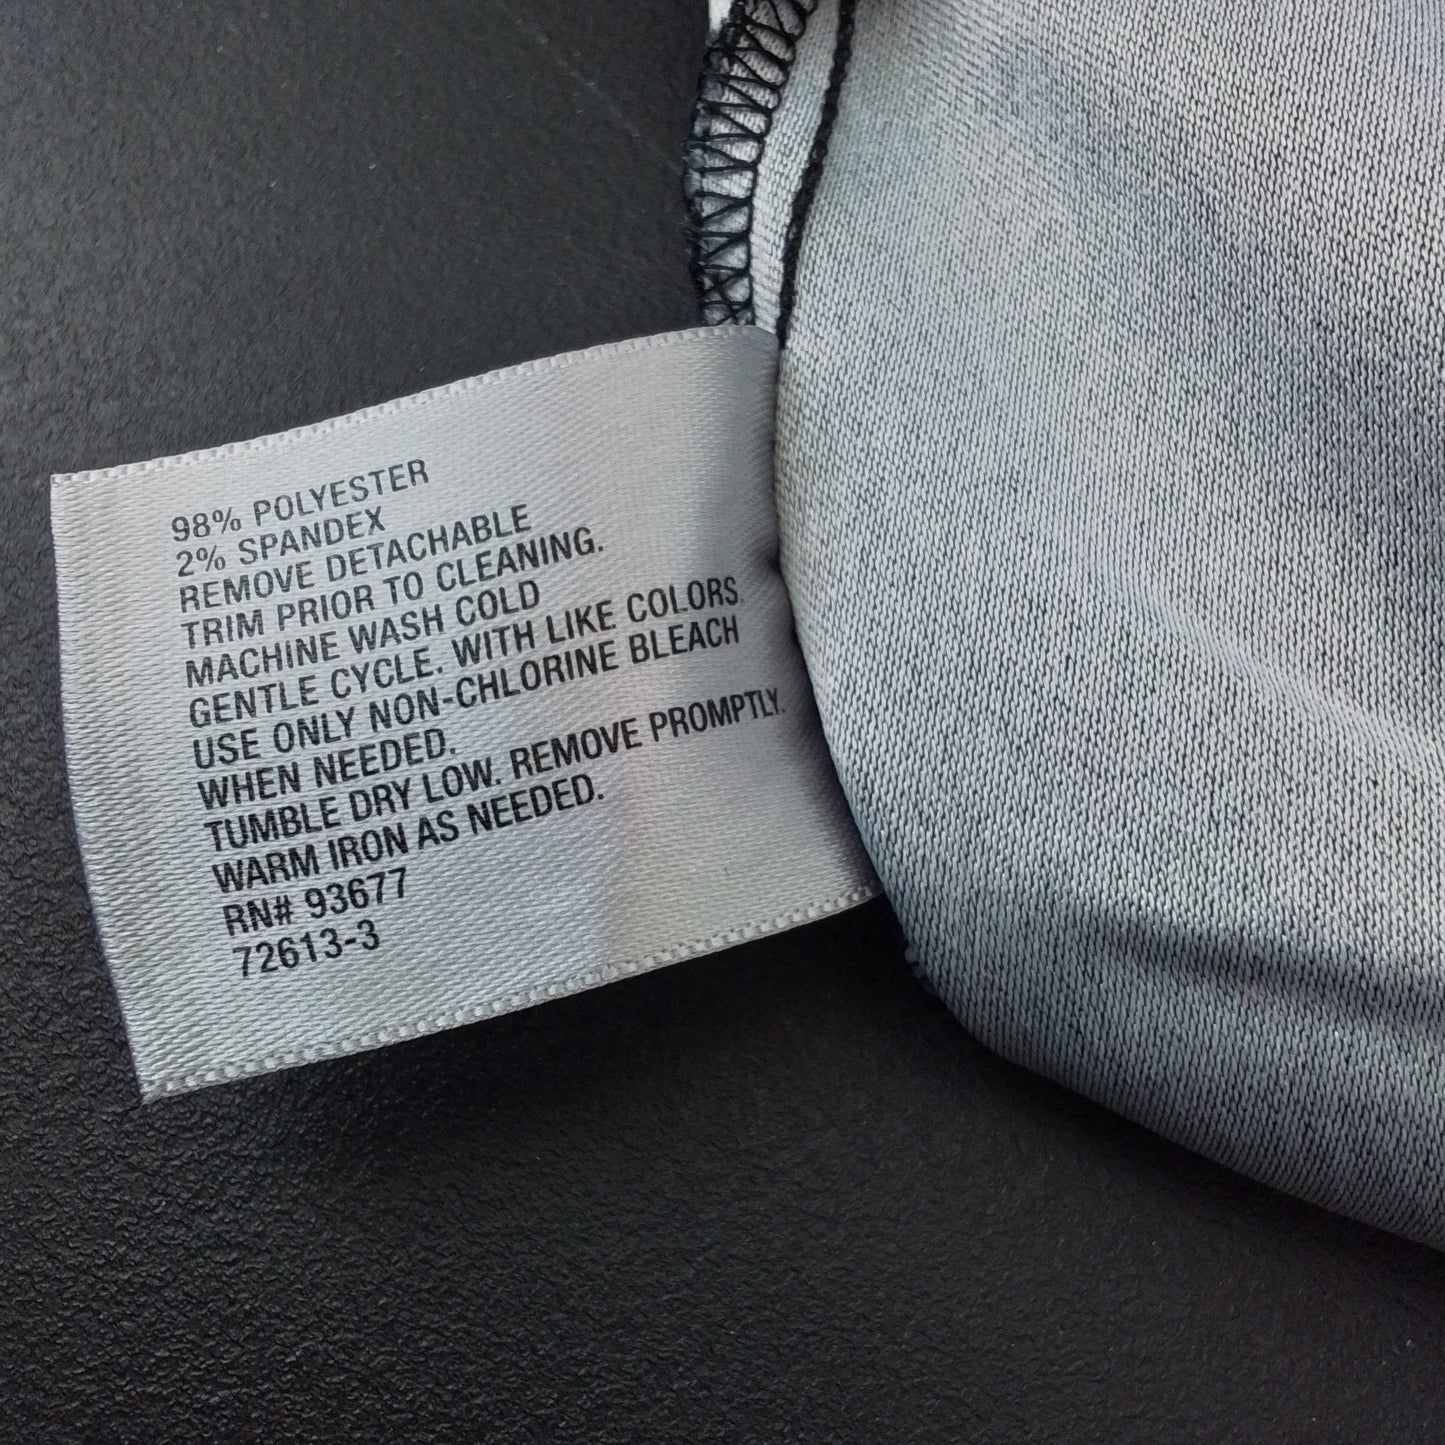 98% POLYESTER
2% SPANDEX
REMOVE DETACHABLE
TRIM PRIOR TO CLEANING.
MACHINE WASH COLD
GENTLE CYCLE. WITH LIKE COLORS.
USE ONLY NON-CHLORINE BLEACH
WHEN NEEDED.
TUMBLE DRY LOW. REMOVE PROMPTLY.
WARM IRON AS NEEDED.
RN# 93677
72613-3